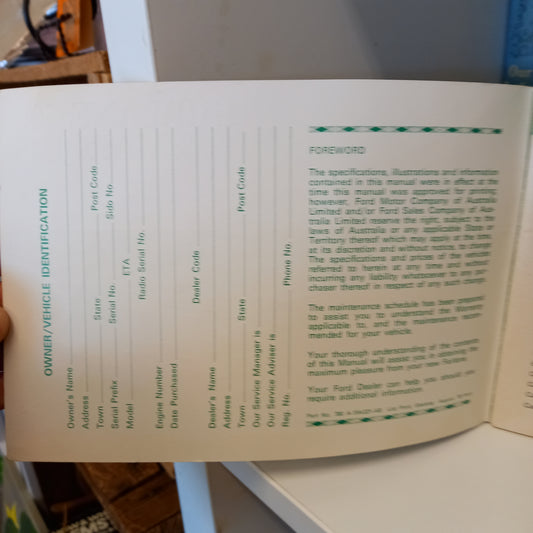 OWNER/VEHICLE IDENTIFICATION
Owner's Name
Address
Town State Post Code
Serial Prefix Serial No. Sido No.
Model ETA
Radio Serial No.
Engine Number
Date Purchased
Dealer Code
Dealer's Name
Address
Town State Post Code
Our Service Manager is
Our Service Adviser is
Reg. No. Phone No.
FOREWORD
The specifications, illustrations and information
contained in this manual were in effect at the
time this manual was approved for printing;
however, Ford Motor Company of Australia
Limited and/or Ford Sales Company of Aus-
tralia Limited reserve the right, subject to the
laws of Australia or any applicable State or
Territory thereof which may apply at the time,
at its discretion and without notice, to change
The specifications and prices of the vehicle
referred to herein at any time and without
incurring any liability whatsoever to any pur-
chaser thereof in respect of any such change.
The maintenance schedule has been prepared
to assist you to understand the Warranty
applicable to, and the maintenance recom-
mended for your vehicle.
Your thorough understanding of the contents
of this Manual will assist you in obtaining the
maximum pleasure from your new
Your Ford Dealer can help you should you
require additional information.
Part No.